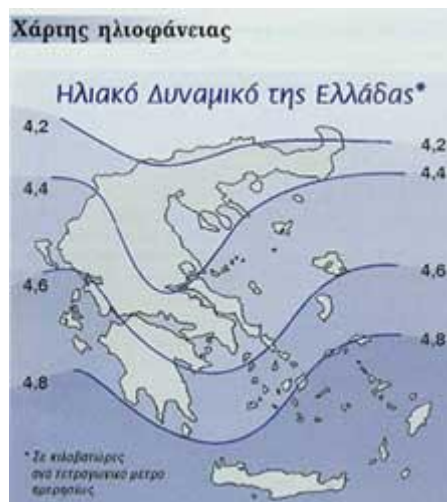 Χάρτης ηλιοφάνειας
Ηλιακό Δυναμικό της Ελλάδας*
4,2
4,2
4,4
4,4
4,6
4,6
4,8
4,8
* Σε κιλοβατώρες
ανά τετραγωνικό μέτρο
ημερησίως